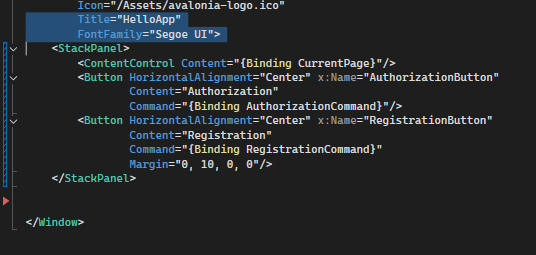 Icon="/Assets/avalonia-logo.ico"
Title="HelloApp"
FontFamily="Segoe UI">
<StackPanel>
<ContentControl Content="{Binding CurrentPage}"/>
<Button HorizontalAlignment="Center" x:Name="AuthorizationButton"
Content="Authorization"
Command="{Binding AuthorizationCommand}"/>
<Button HorizontalAlignment="Center" x:Name="RegistrationButton"
Content="Registration"
Command="{Binding RegistrationCommand}"
Margin="0, 10, 0, 0"/>
</StackPanel>
</Window>